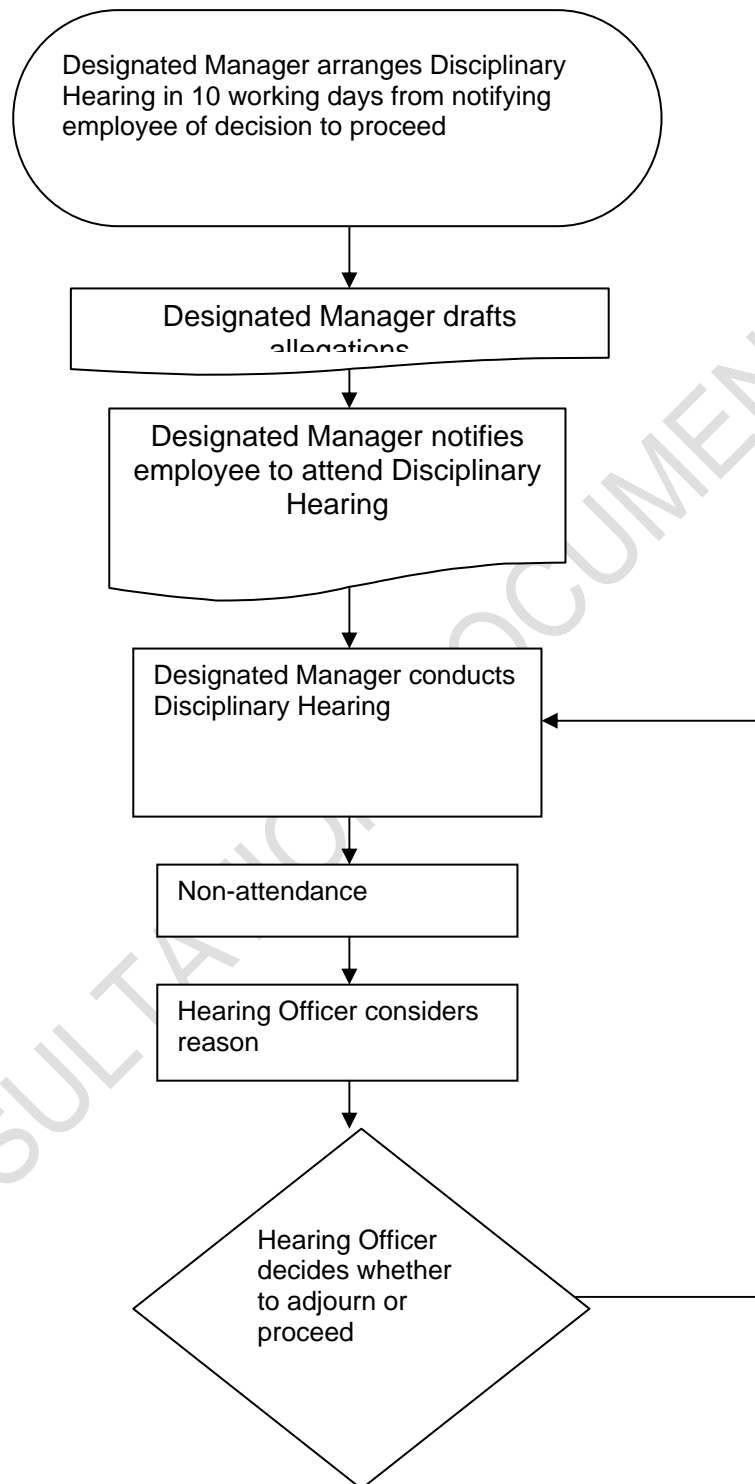 Designated Manager arranges Disciplinary
Hearing in 10 working days from notifying
employee of decision to proceed
Designated Manager drafts
allegations
Designated Manager notifies
employee to attend Disciplinary
Hearing
Designated Manager conducts
Disciplinary Hearing
Non-attendance
Hearing Officer considers
reason
Hearing Officer
decides whether
to adjourn or
proceed